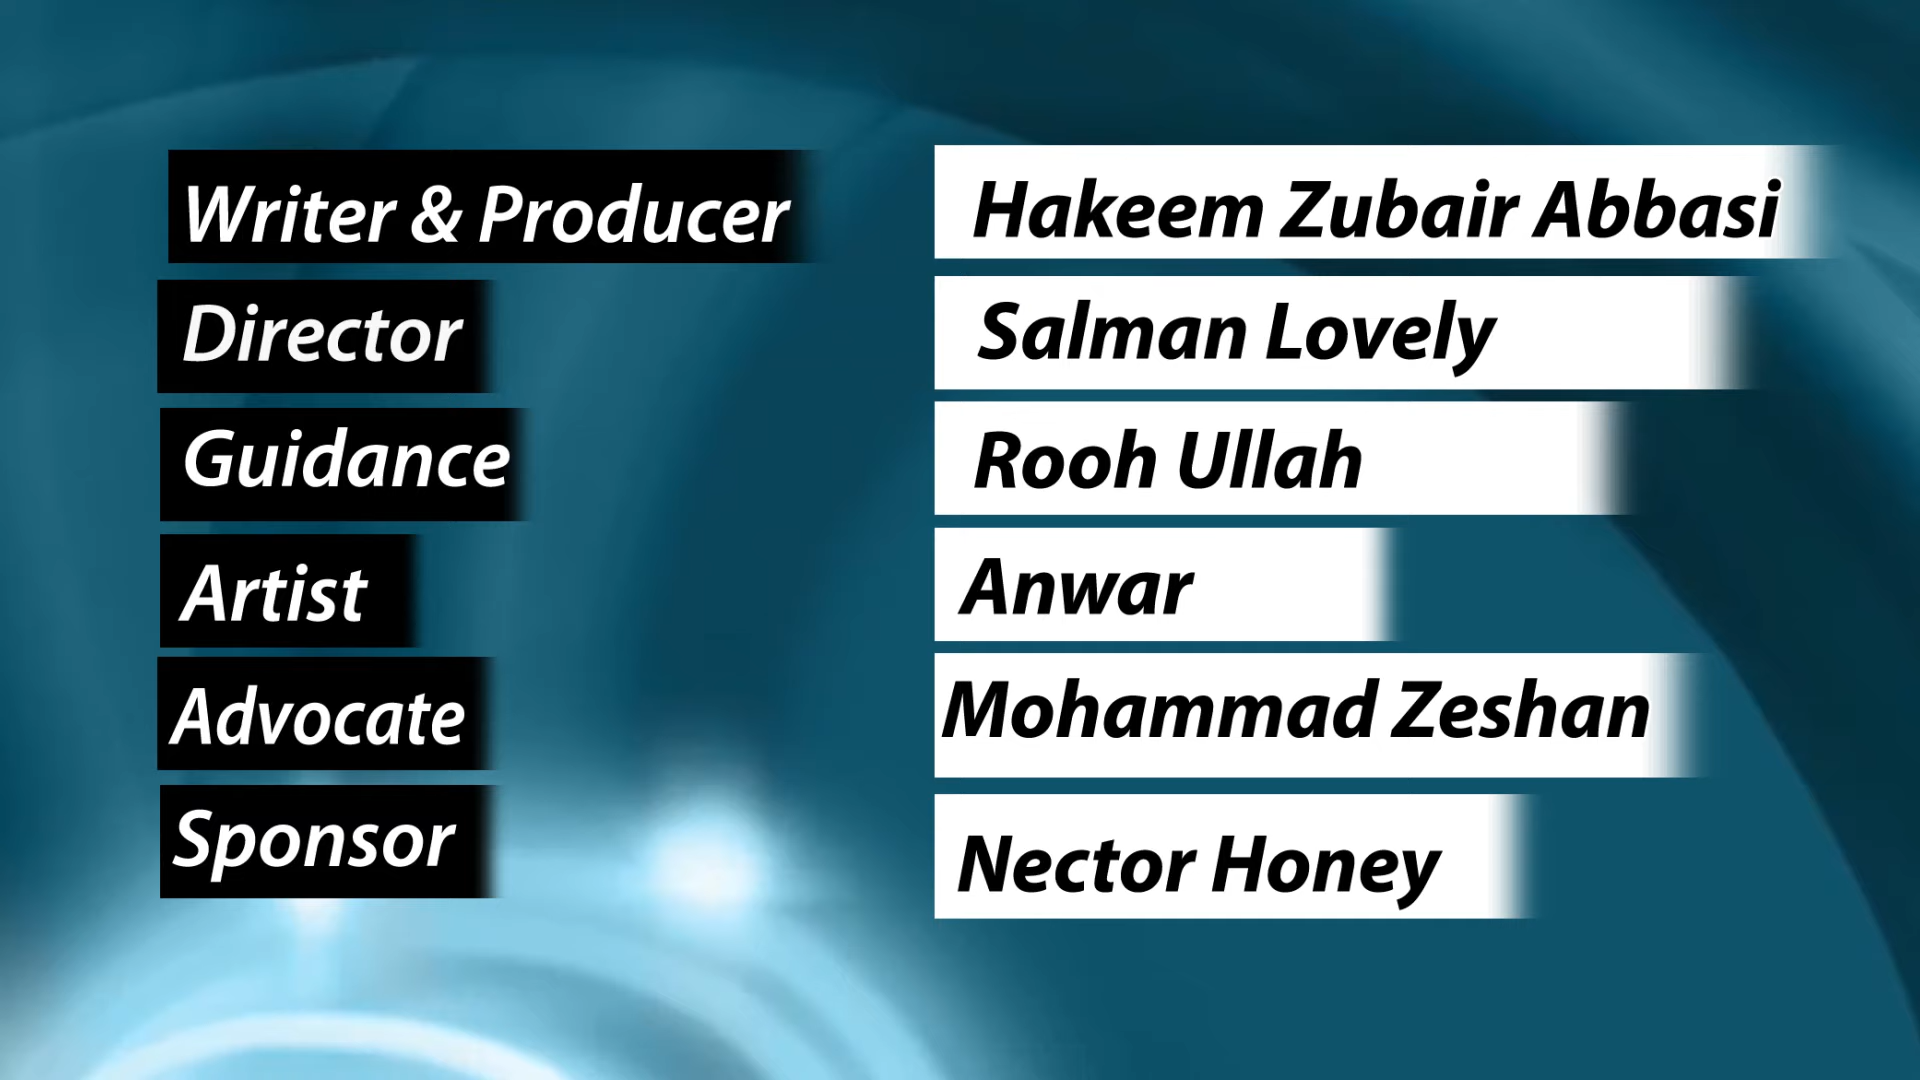 Writer & Producer Hakeem Zubair Abbasi
Director Salman Lovely
Guidance Rooh Ullah
Artist Anwar
Advocate Mohammad Zeshan
Sponsor Nector Honey